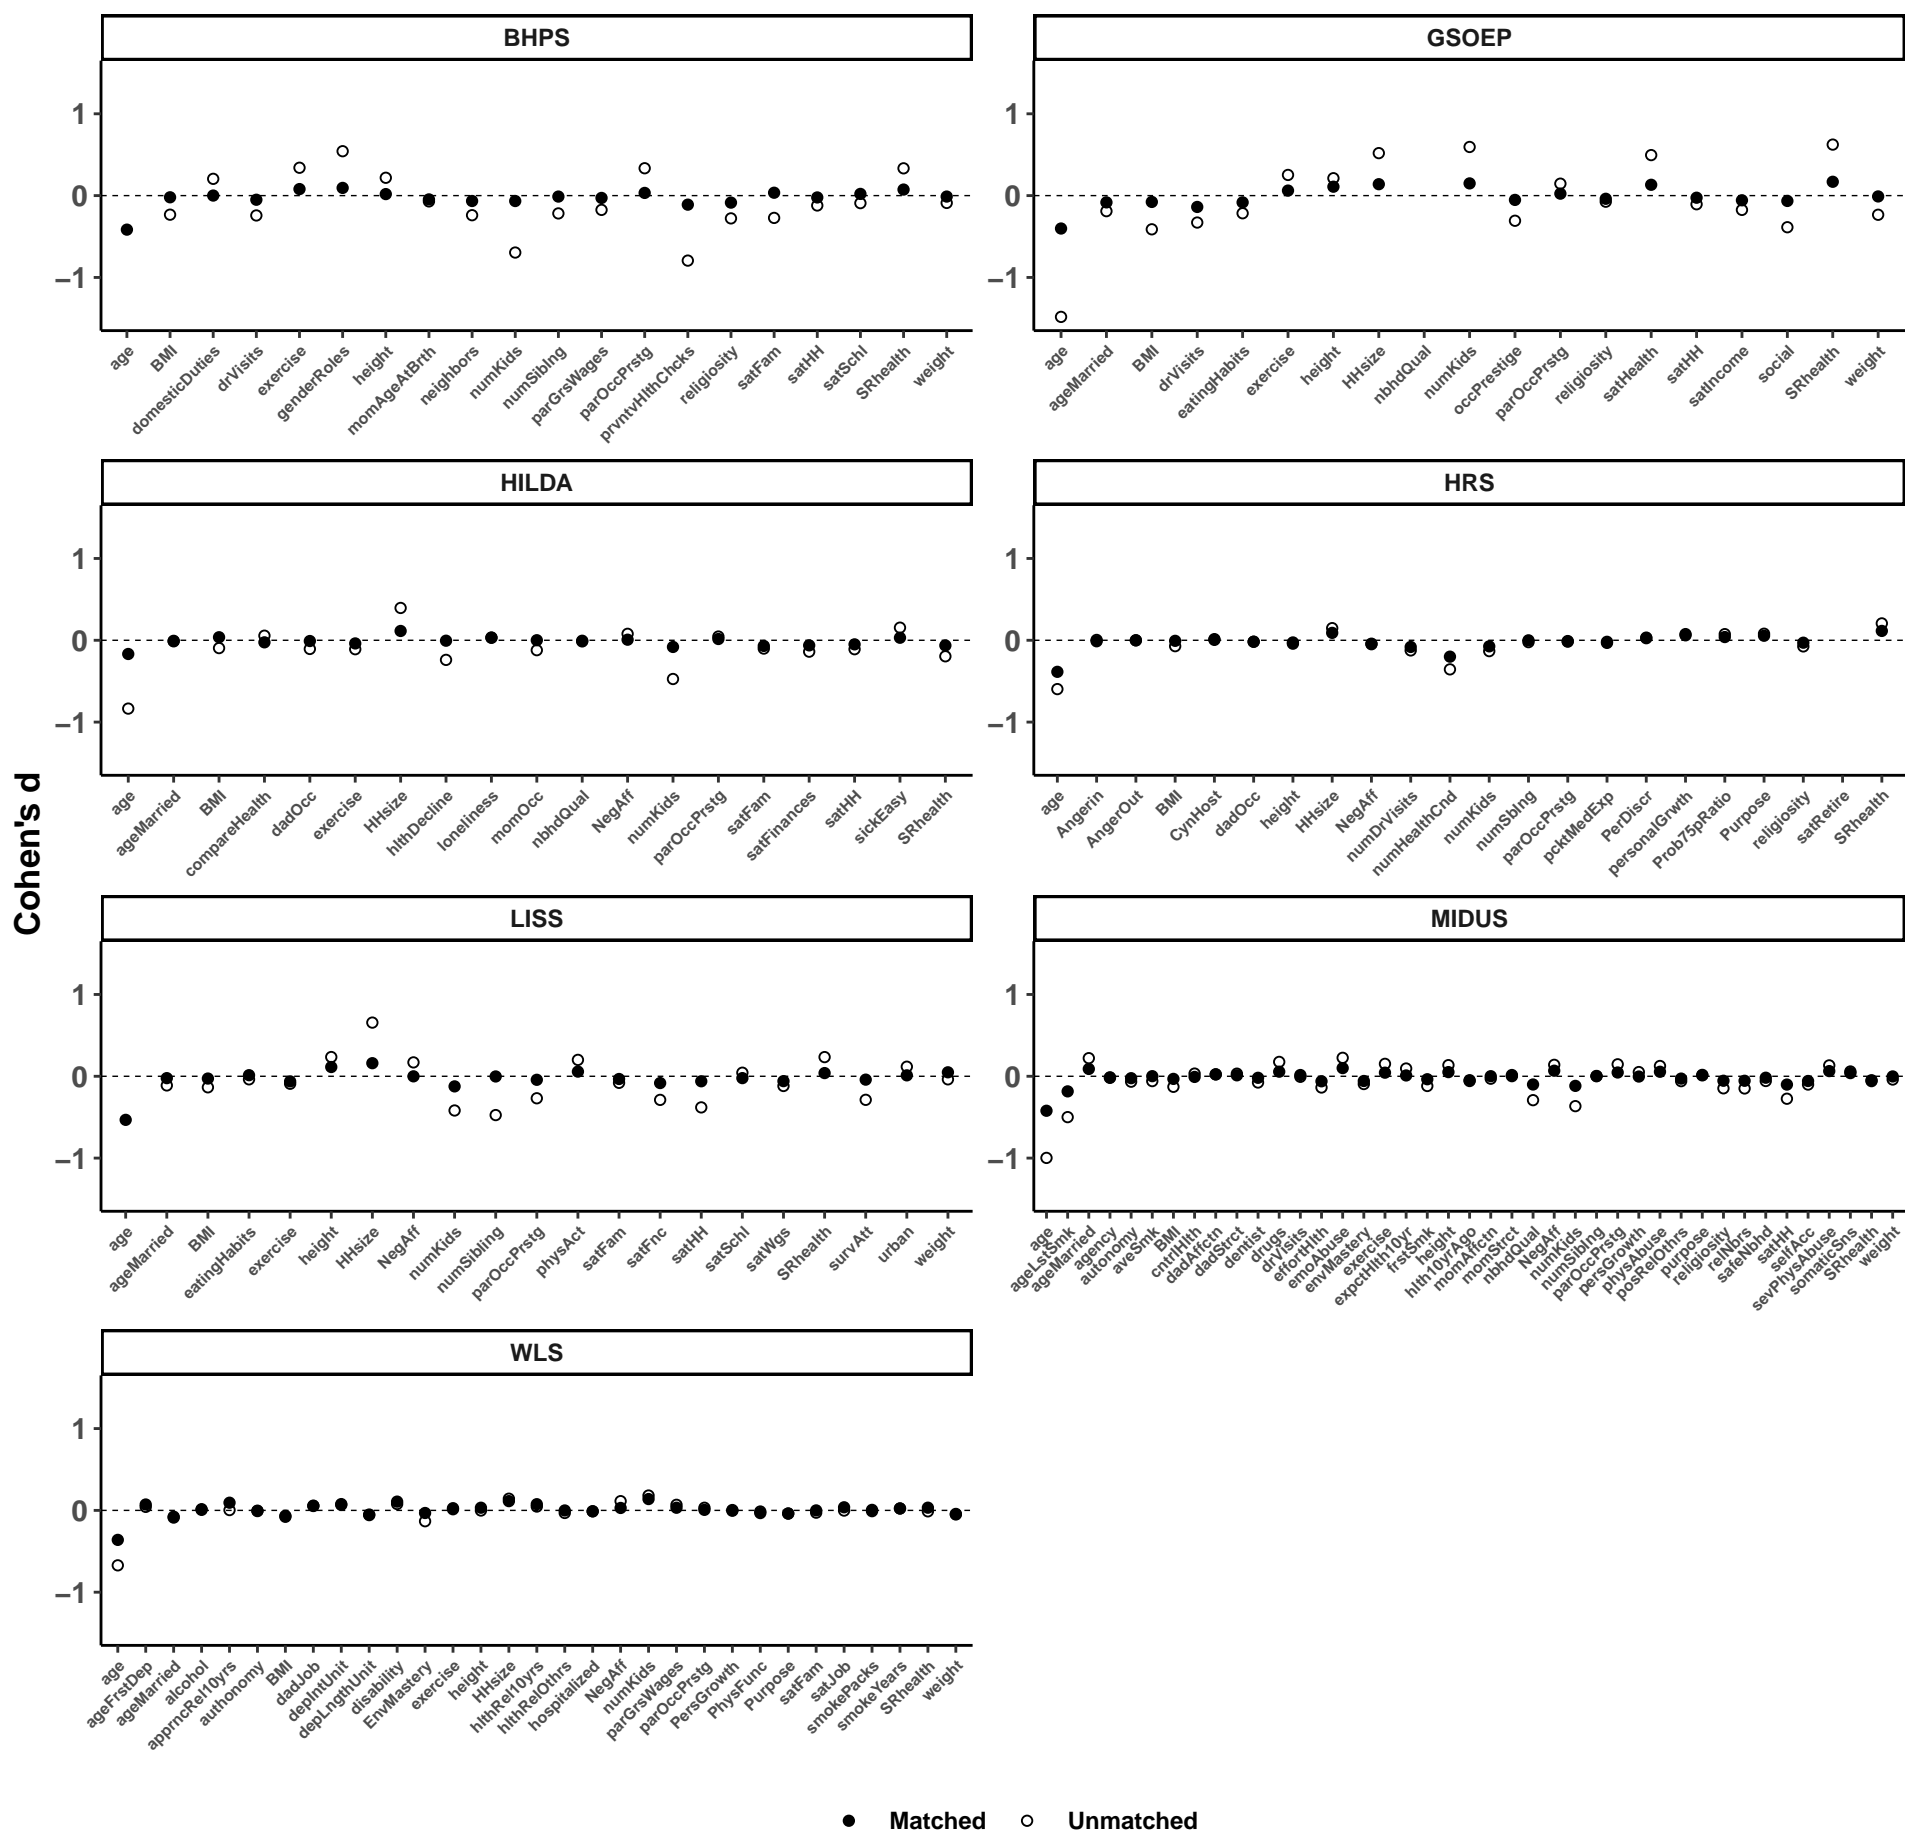 Cohen's d
BHPS
1
0
−1
age
BMI
domesticDuties
drVisits
exercise
genderRoles
height
momAgeAtBrth
neighbors
numKids
numSiblng
parGrsWages
parOccPrstg
prvntvHlthChcks
religiosity
satFam
satHH
satSchl
SRhealth
weight
GSOEP
1
0
−1
age
ageMarried
BMI
drVisits
eatingHabits
exercise
height
HHsize
nbhdQual
numKids
occPrestige
parOccPrstg
religiosity
satHealth
satHH
satIncome
social
SRhealth
weight
HILDA
1
0
−1
age
ageMarried
BMI
compareHealth
dadOcc
exercise
HHsize
hlthDecline
loneliness
momOcc
nbhdQual
NegAff
numKids
parOccPrstg
satFam
satFinances
satHH
sickEasy
SRhealth
HRS
1
0
−1
age
Angerin
AngerOut
BMI
CynHost
dadOcc
height
HHsize
NegAff
numDrVisits
numHealthCnd
numKids
numSiblng
parOccPrstg
pcktMedExp
PerDiscr
personalGrwth
Prob75pRatio
Purpose
religiosity
satRetire
SRhealth
LISS
1
0
−1
age
ageMarried
BMI
eatingHabits
exercise
height
HHsize
NegAff
numKids
numSibling
parOccPrstg
physAct
satFam
satFnc
satHH
satSchl
satWgs
SRhealth
survAtt
urban
weight
MIDUS
1
0
−1
age
ageLstSmk
ageMarried
agency
autonomy
aveSmk
BMI
cntrlHlth
dadAffctn
dadStrct
dentist
drugs
drVisits
effortHlth
emoAbuse
envMastery
exercise
expctHlth10yr
frstSmk
height
hlth10yrAgo
momAffctn
momStrct
nbhdQual
NegAff
numKids
numSiblng
parOccPrstg
persGrowth
physAbuse
posRelOthrs
purpose
religiosity
relNbrs
safeNbhd
satHH
selfAcc
sevPhysAbuse
somaticSns
SRhealth
weight
WLS
1
0
−1
age
ageFrstDep
ageMarried
alcohol
apprncRel10yrs
authonomy
BMI
dadJob
depIntUnit
depLngthUnit
disability
EnvMastery
exercise
height
HHsize
hlthRel10yrs
hlthRelOthrs
hospitalized
NegAff
numKids
parGrsWages
parOccPrstg
PersGrowth
PhysFunc
Purpose
satFam
satJob
smokePacks
smokeYears
SRhealth
weight
Matched
Unmatched